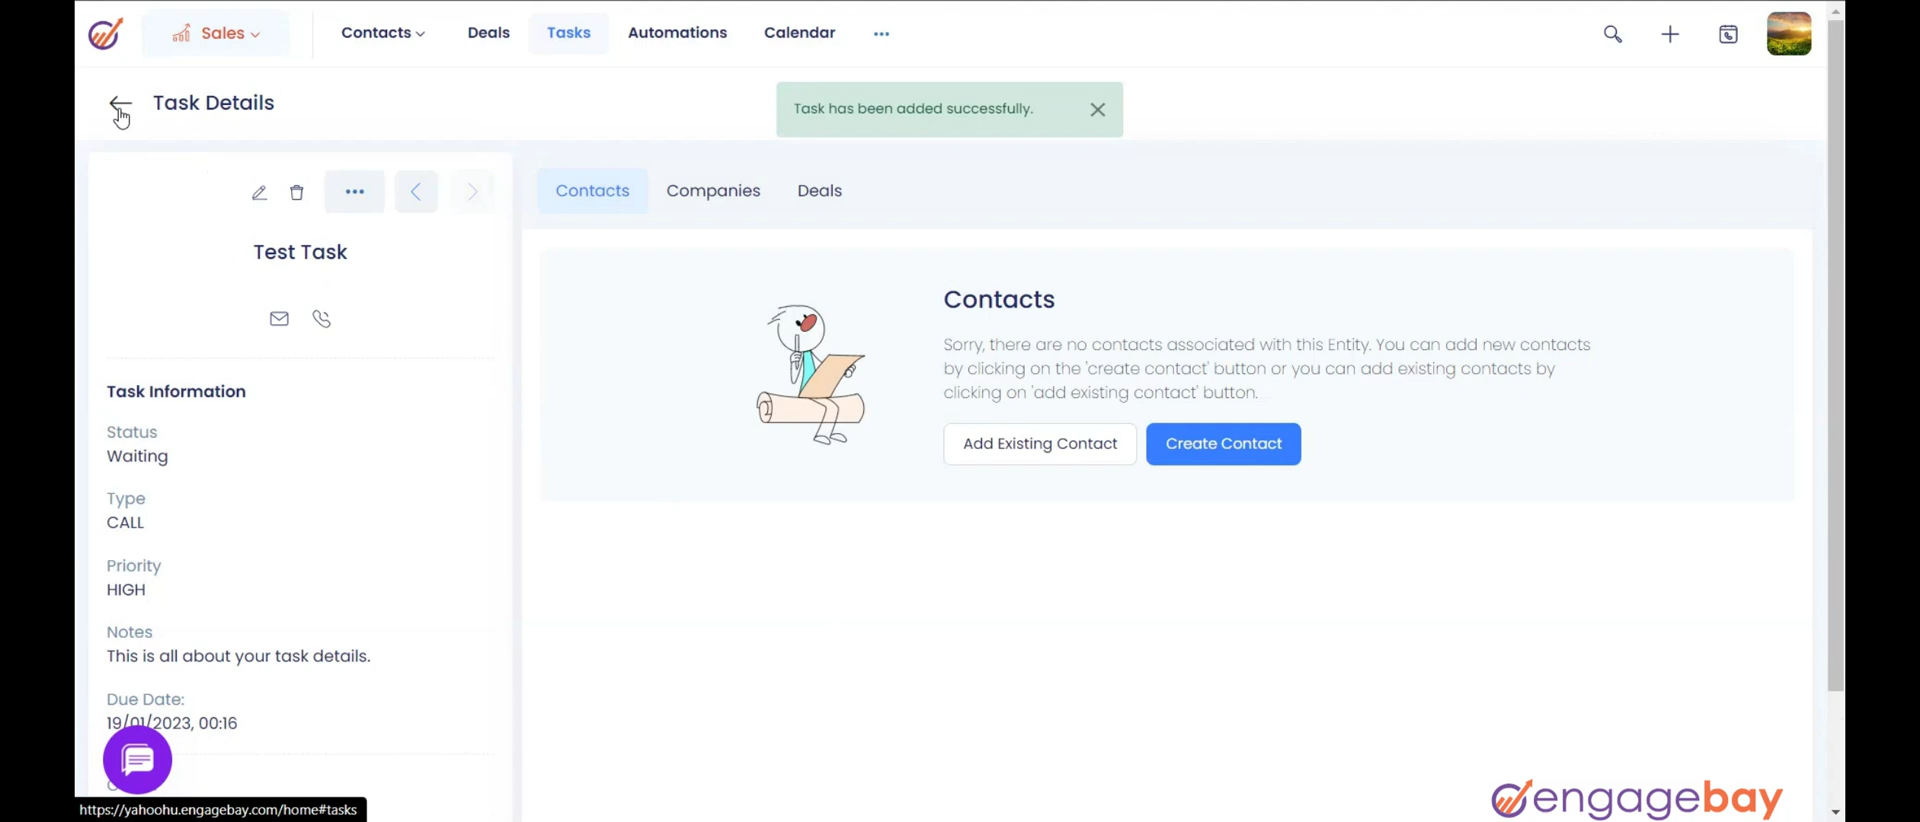 Sales
Contacts
Deals
Tasks
Automations
Calendar
Task Details
Task has been added successfully.
Contacts
Companies
Deals
Test Task
Contacts
Sorry, there are no contacts associated with this Entity. You can add new contacts
by clicking on the 'create contact' button or you can add existing contacts by
clicking on 'add existing contact' button.
Add Existing Contact
Create Contact
Task Information
Status
Waiting
Type
CALL
Priority
HIGH
Notes
This is all about your task details.
Due Date:
19/01/2023, 00:16
https://yahoohu.engagebay.com/home#tasks
engagebay